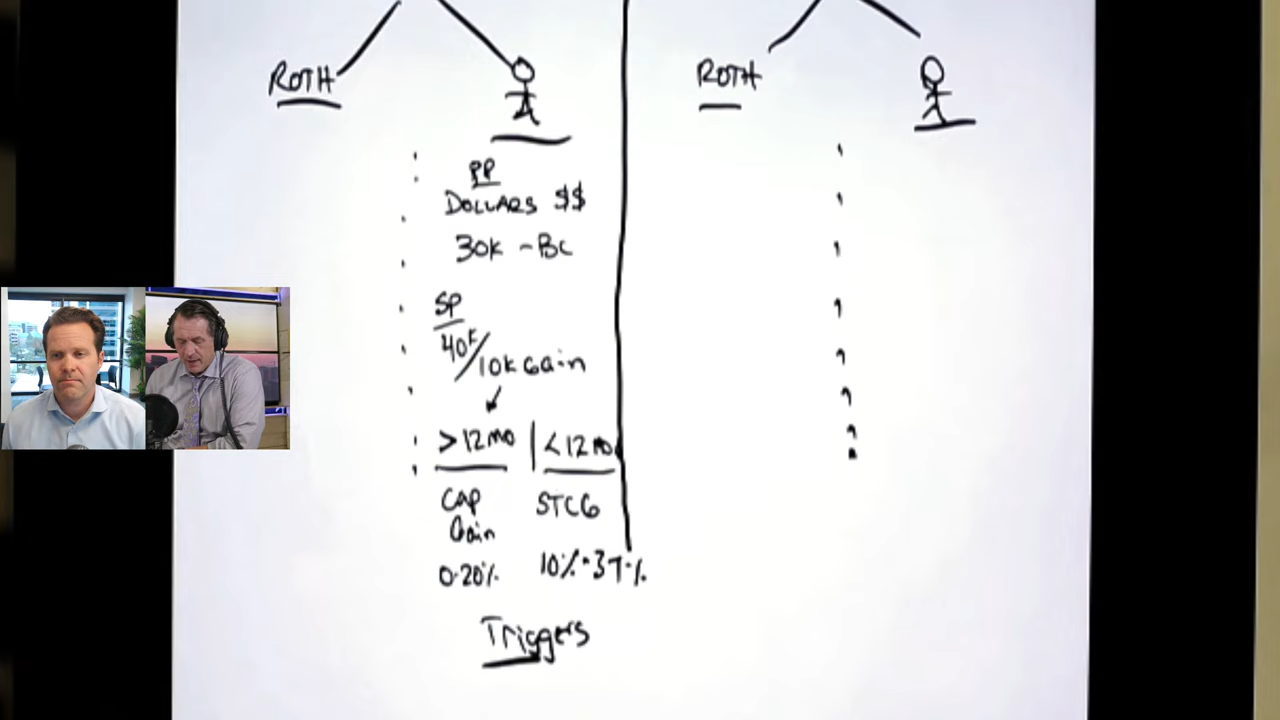 ROTH
PP
DOLLARS $$
30K - BC
SP
40K/10K Gain
>12mo | <12mo
CAP Gain
STCG
0-20%
10%-37%
Triggers
ROTH